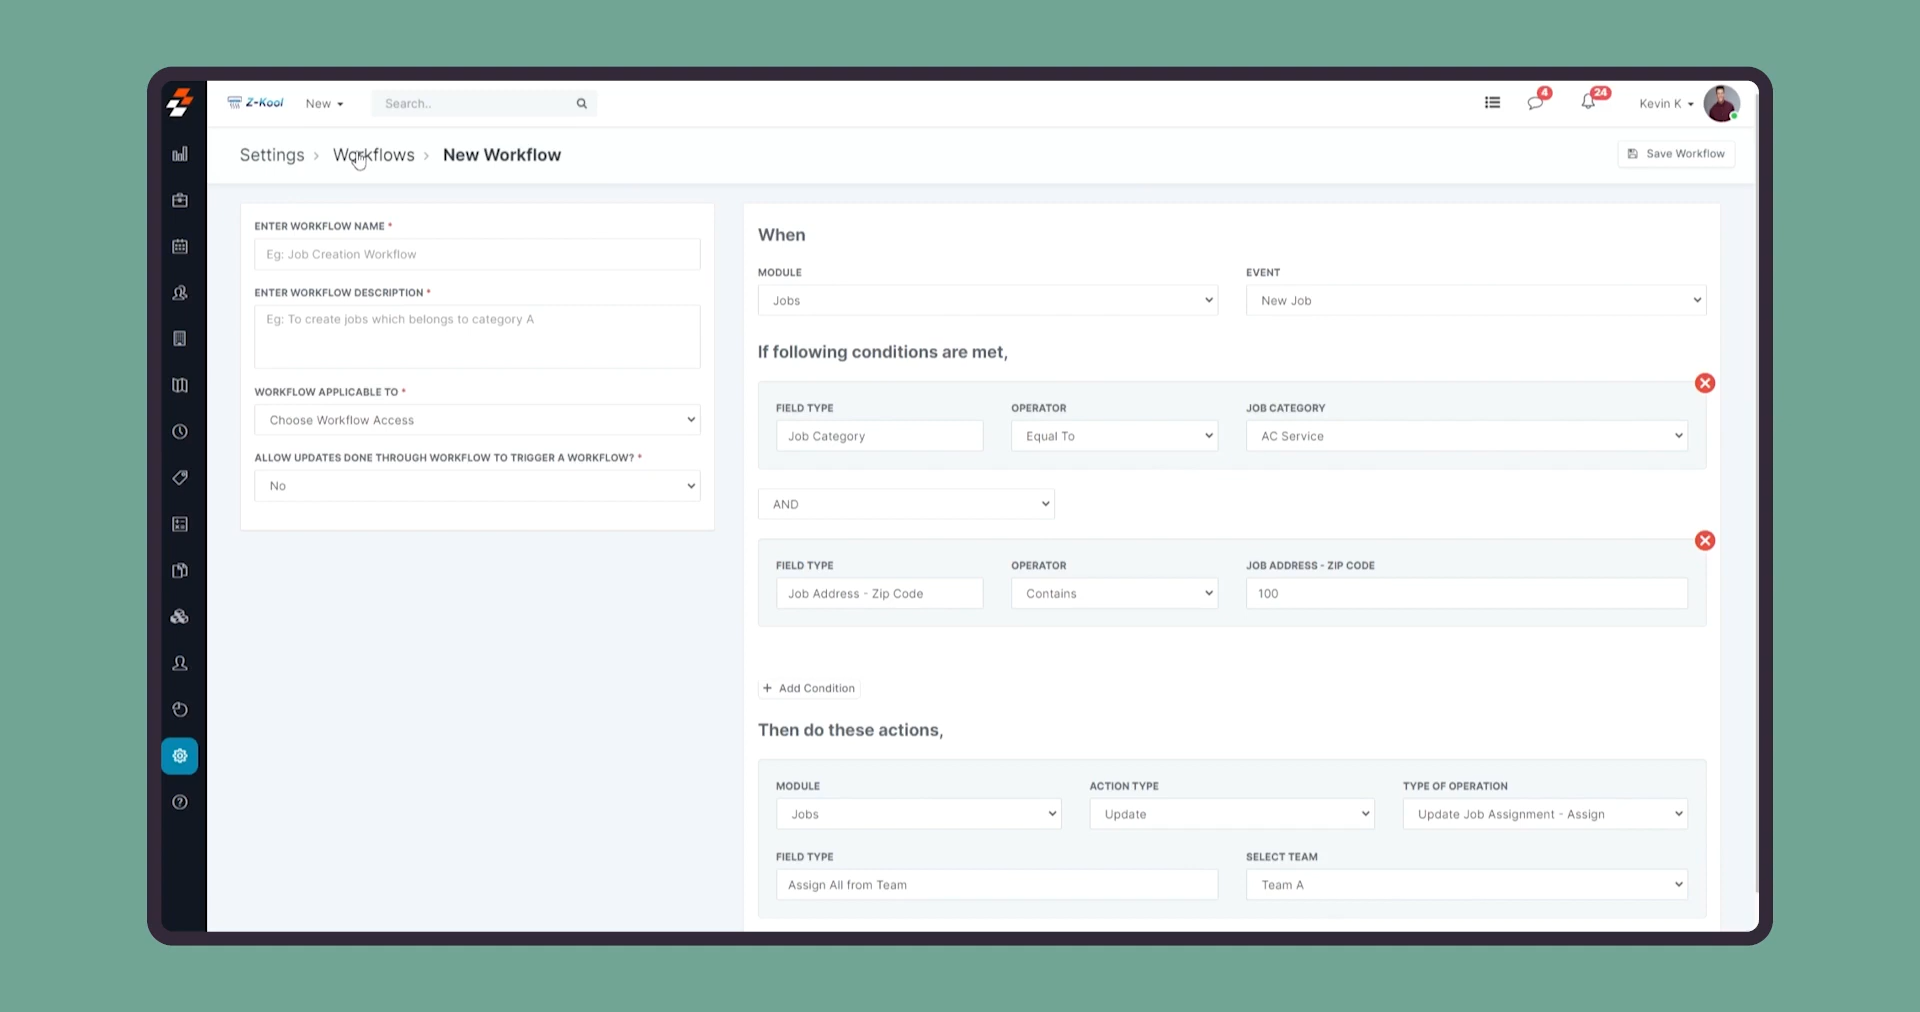 Z-Kool
New
Search..
4
24
Kevin K
Settings › Workflows › New Workflow
Save Workflow
ENTER WORKFLOW NAME *
Eg: Job Creation Workflow
ENTER WORKFLOW DESCRIPTION *
Eg: To create jobs which belongs to category A
WORKFLOW APPLICABLE TO *
Choose Workflow Access
ALLOW UPDATES DONE THROUGH WORKFLOW TO TRIGGER A WORKFLOW? *
No
When
MODULE
EVENT
Jobs
New Job
If following conditions are met,
FIELD TYPE
OPERATOR
JOB CATEGORY
Job Category
Equal To
AC Service
AND
FIELD TYPE
OPERATOR
JOB ADDRESS - ZIP CODE
Job Address - Zip Code
Contains
100
+ Add Condition
Then do these actions,
MODULE
ACTION TYPE
TYPE OF OPERATION
Jobs
Update
Update Job Assignment - Assign
FIELD TYPE
SELECT TEAM
Assign All from Team
Team A